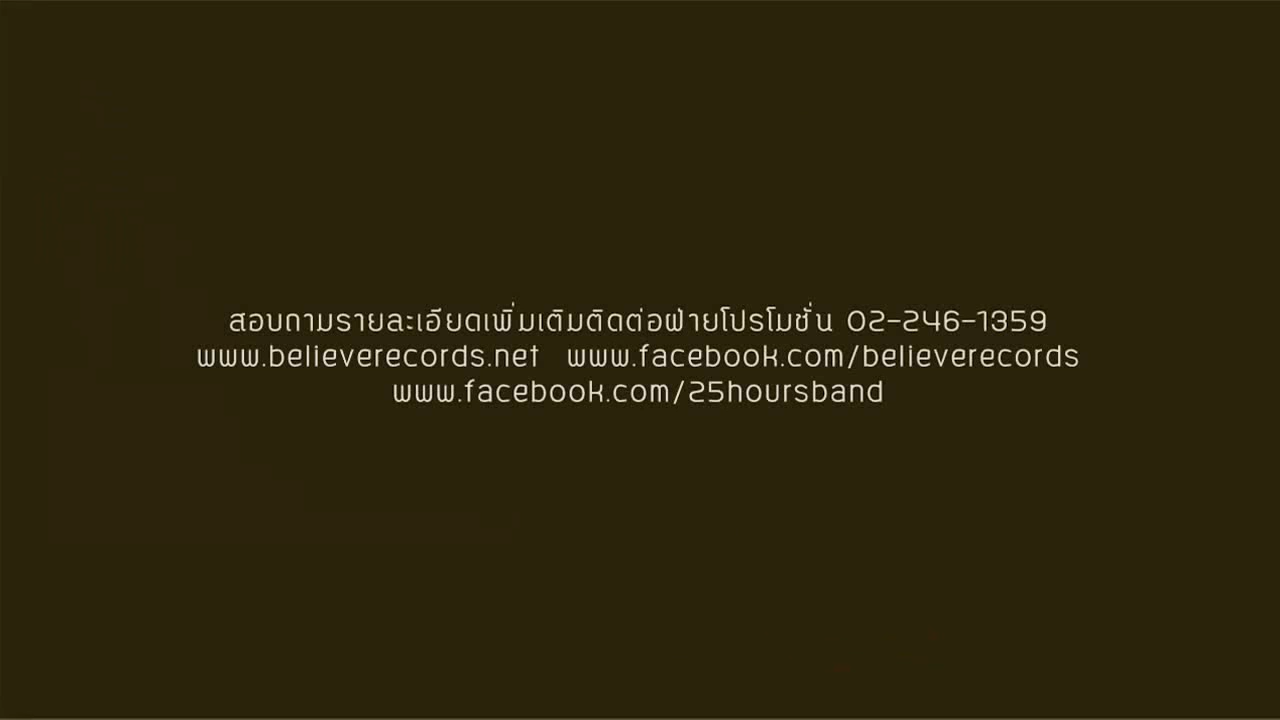 สอบถามรายละเอียดเพิ่มเติมติดต่อฝ่ายโปรโมชั่น 02-246-1359
www.believerecords.net www.facebook.com/believerecords
www.facebook.com/25hoursband